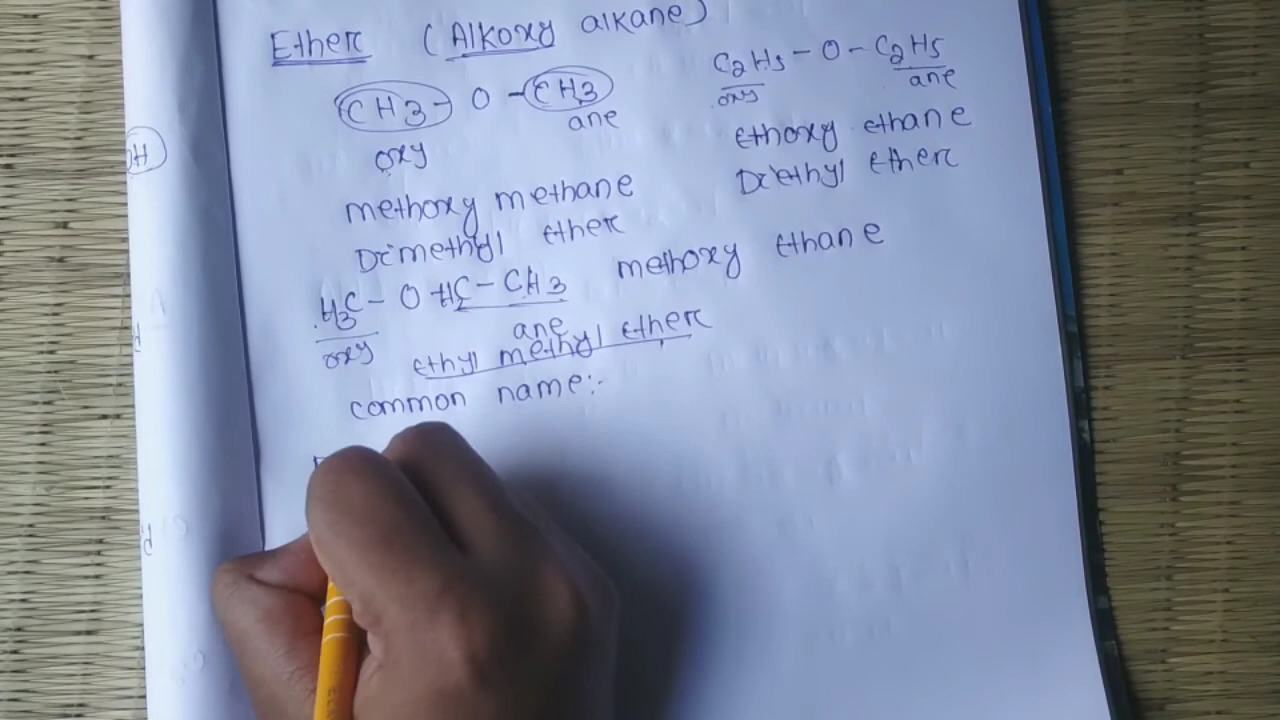 Ether (Alkoxy alkane)
CH3 - O - CH3
ane
oxy
methoxy methane
Dimethyl ether
C2H5 - O - C2H5
oxy ane
ethoxy ethane
Diethyl ether
H3C - O H2C - CH3 methoxy ethane
oxy ane
ethyl methyl ether
common name:-